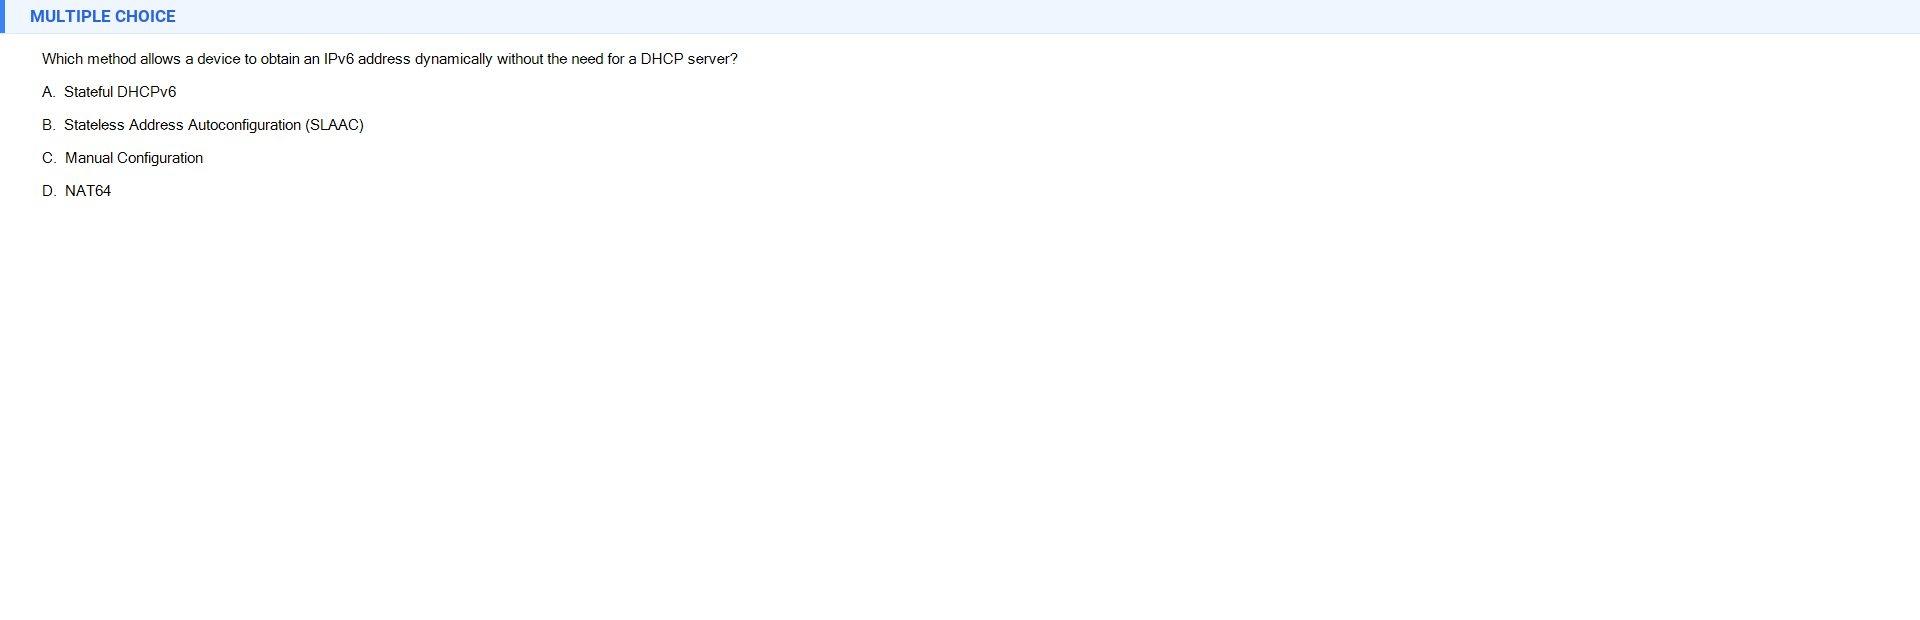 MULTIPLE CHOICE
Which method allows a device to obtain an IPv6 address dynamically without the need for a DHCP server?
A. Stateful DHCPv6
B. Stateless Address Autoconfiguration (SLAAC)
C. Manual Configuration
D. NAT64